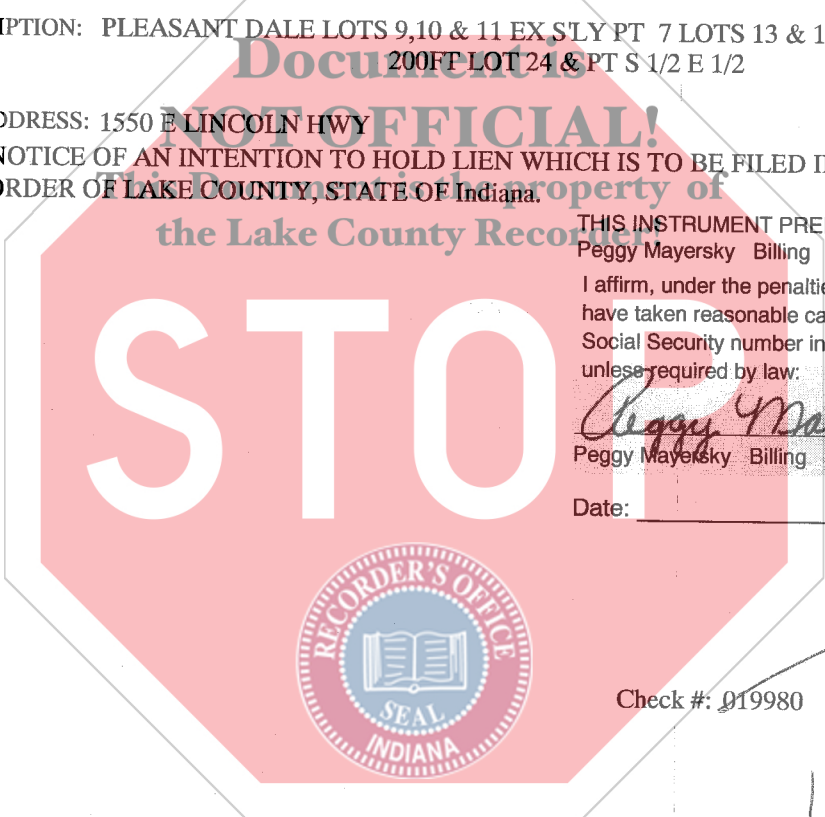 IPTION: PLEASANT DALE LOTS 9,10 & 11 EX S'LY PT 7 LOTS 13 & 1
200FT LOT 24 & PT S 1/2 E 1/2
Document is
NOT OFFICIAL!
This Document is the property of
the Lake County Recorder!
DDRESS: 1550 E LINCOLN HWY
NOTICE OF AN INTENTION TO HOLD LIEN WHICH IS TO BE FILED I
ORDER OF LAKE COUNTY, STATE OF Indiana.
THIS INSTRUMENT PRE
Peggy Mayersky Billing
I affirm, under the penaltie
have taken reasonable ca
Social Security number in
unless required by law:
Peggy Ma
Peggy Mayersky Billing
Date:
STOP
RECORDER'S OFFICE
SEAL
INDIANA
Check #: 019980